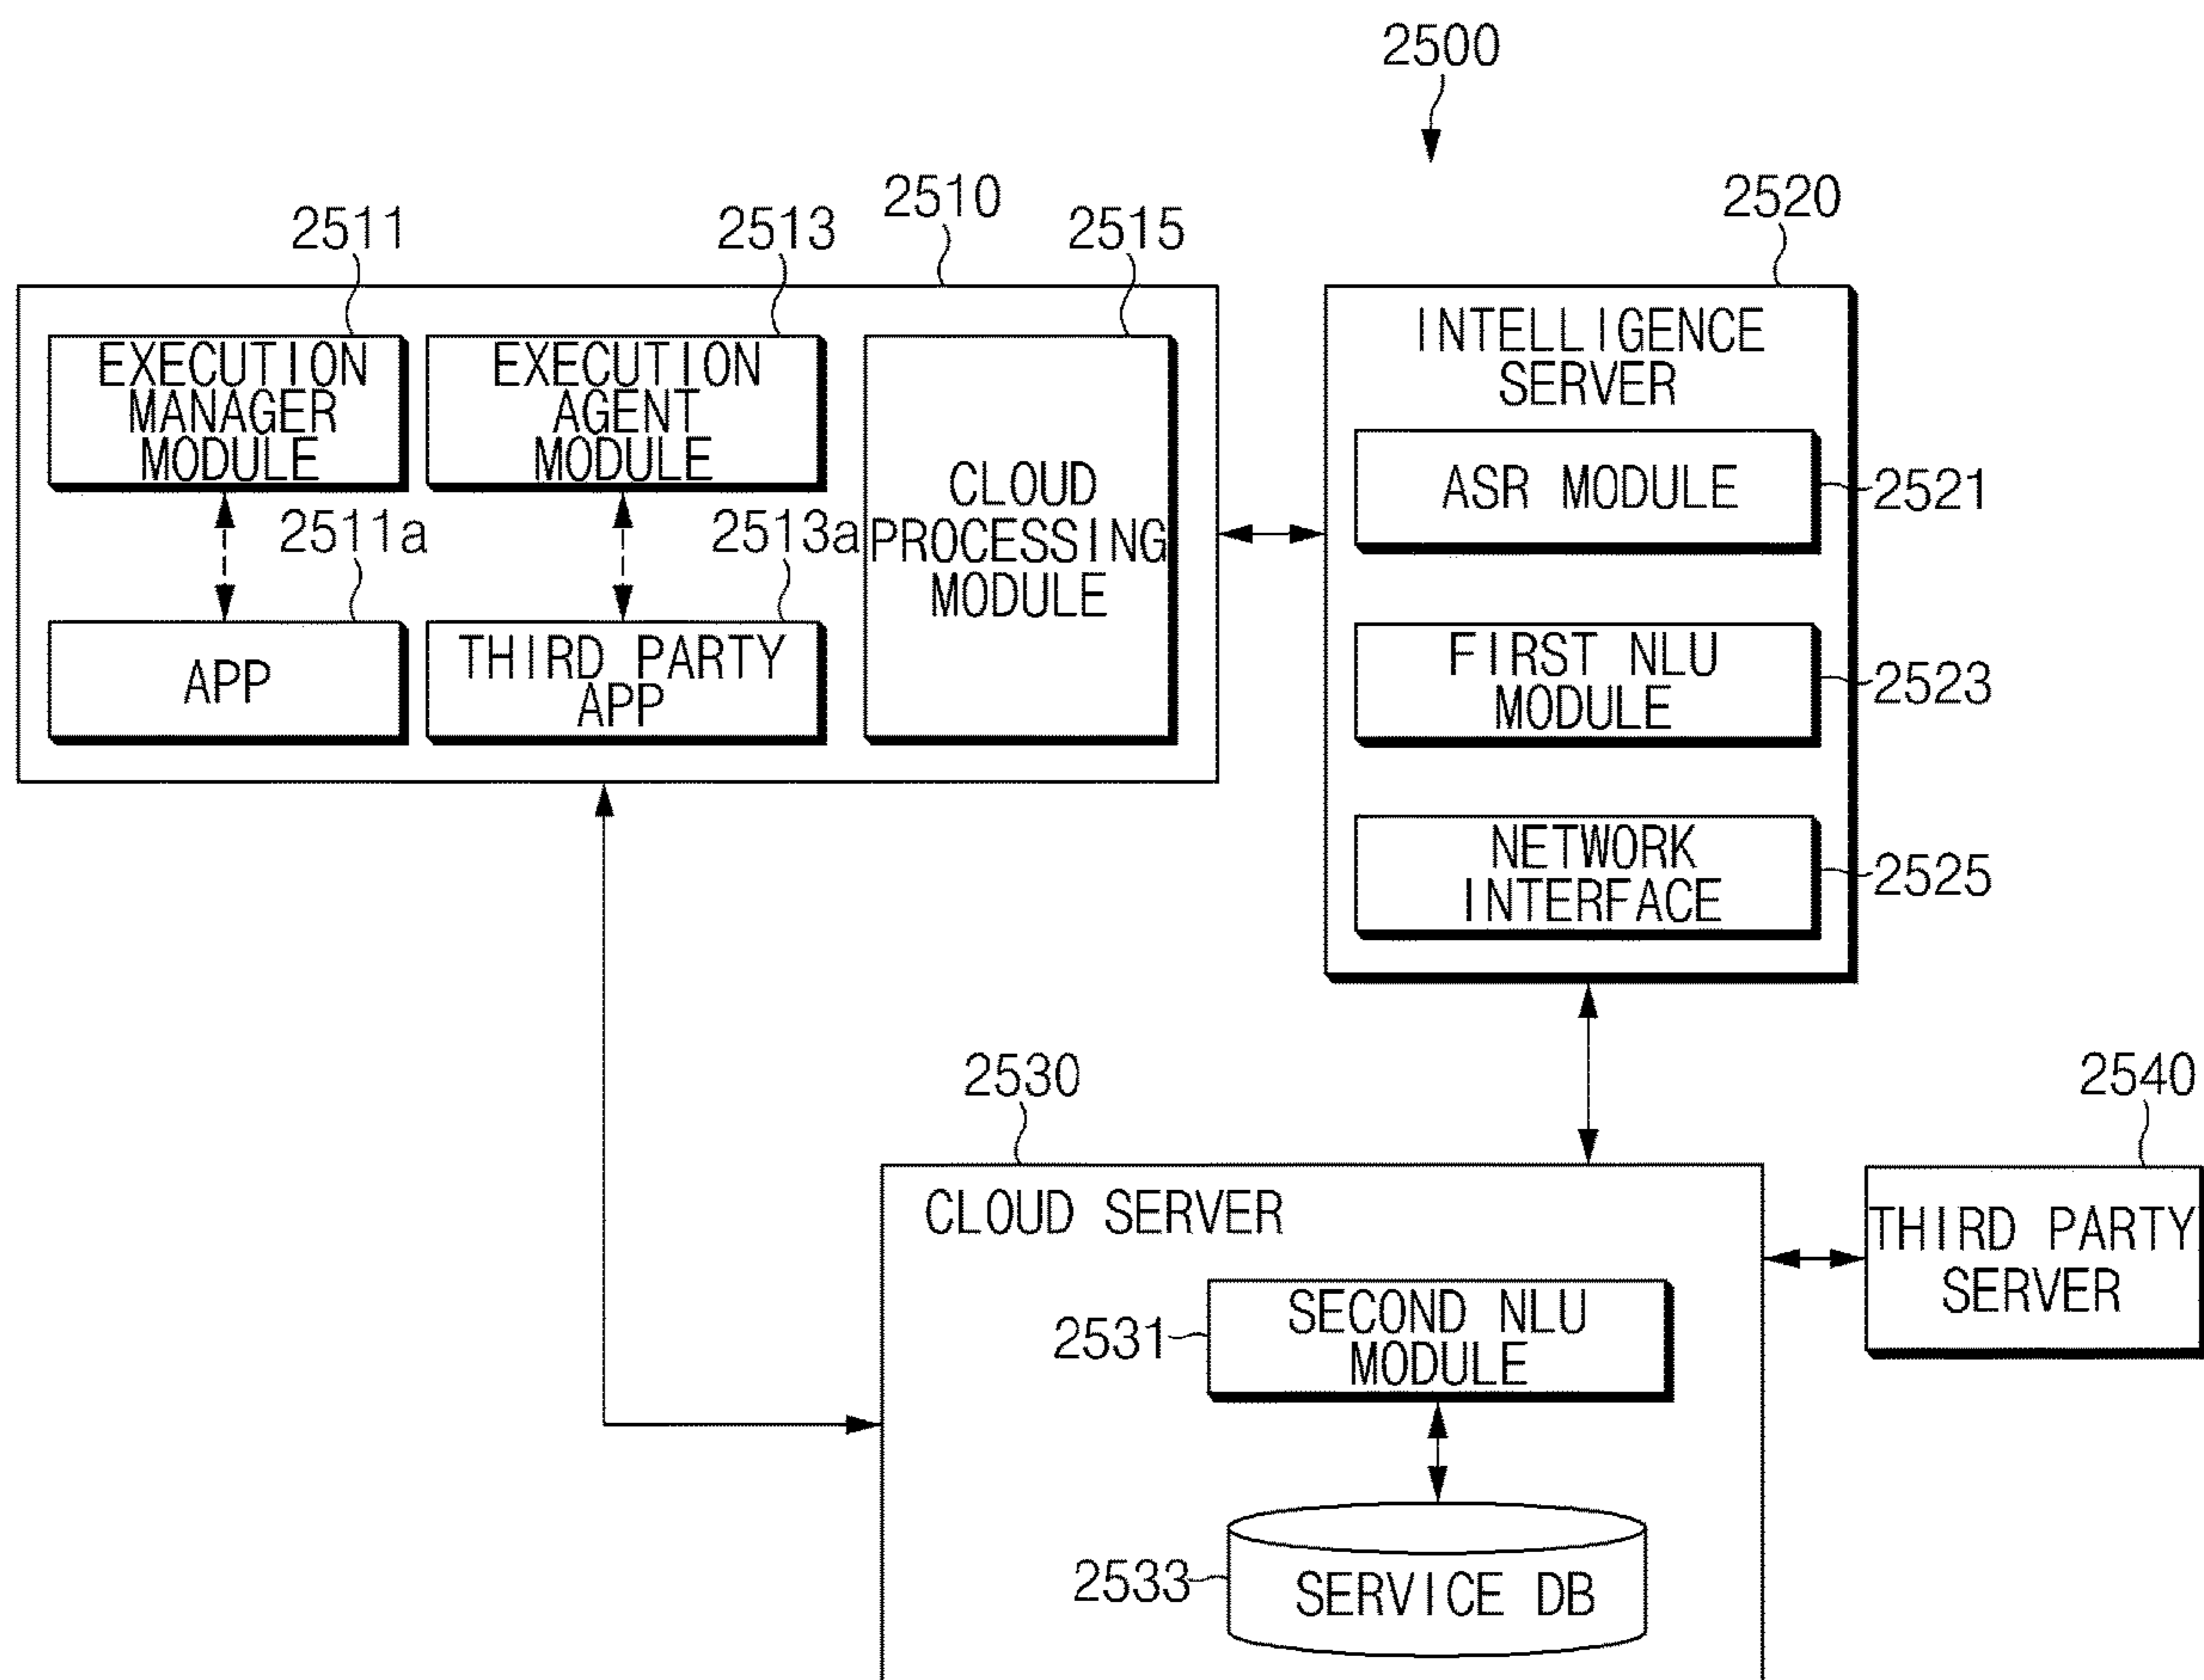 2500
2510
2511
2513
2515
2520
EXECUTION
MANAGER
MODULE
EXECUTION
AGENT
MODULE
CLOUD
PROCESSING
MODULE
2511a
2513a
APP
THIRD PARTY
APP
INTELLIGENCE
SERVER
ASR MODULE
2521
FIRST NLU
MODULE
2523
NETWORK
INTERFACE
2525
2530
2540
CLOUD SERVER
THIRD PARTY
SERVER
2531
SECOND NLU
MODULE
2533
SERVICE DB